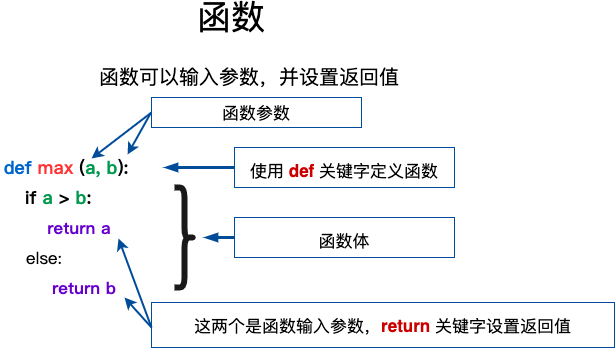 函数
函数可以输入参数，并设置返回值
函数参数
def max (a, b):
使用 def 关键字定义函数
if a > b:
return a
函数体
else:
return b
这两个是函数输入参数，return 关键字设置返回值